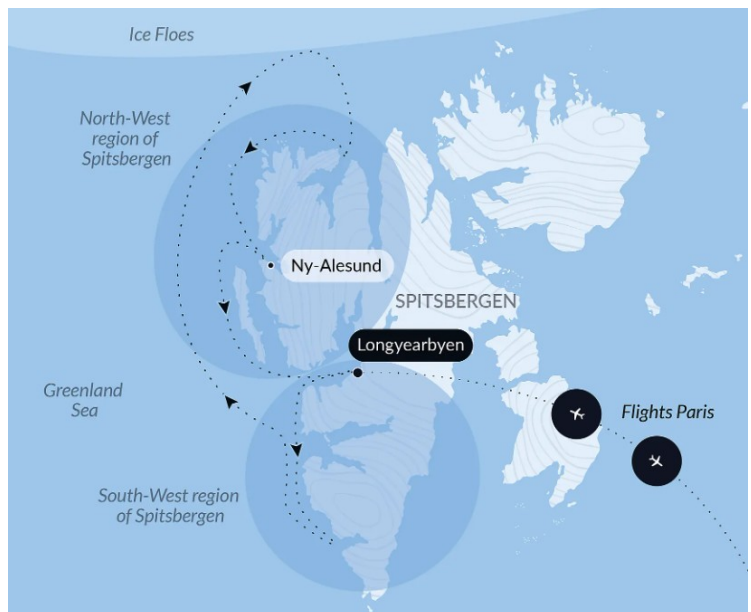 Ice Floes
North-West
region of
Spitsbergen
Ny-Alesund
SPITSBERGEN
Longyearbyen
Greenland
Sea
Flights Paris
South-West region
of Spitsbergen